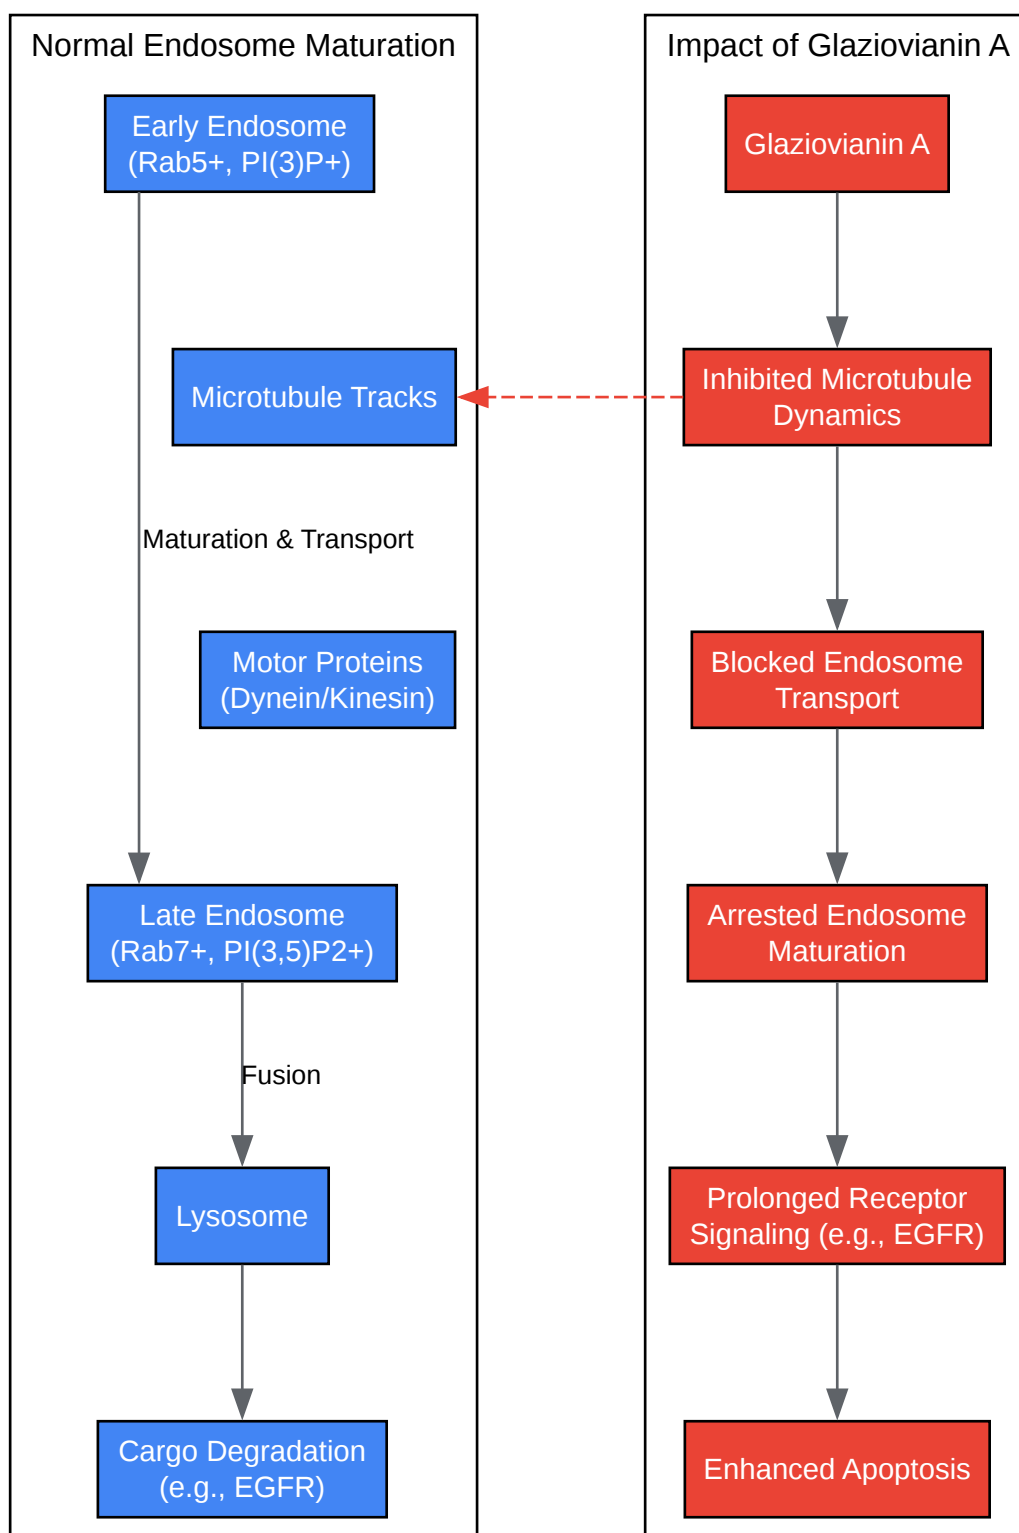 Normal Endosome Maturation
Early Endosome
(Rab5+, PI(3)P+)
Microtubule Tracks
Maturation & Transport
Motor Proteins
(Dynein/Kinesin)
Late Endosome
(Rab7+, PI(3,5)P2+)
Fusion
Lysosome
Cargo Degradation
(e.g., EGFR)
Impact of Glaziovianin A
Glaziovianin A
Inhibited Microtubule
Dynamics
Blocked Endosome
Transport
Arrested Endosome
Maturation
Prolonged Receptor
Signaling (e.g., EGFR)
Enhanced Apoptosis